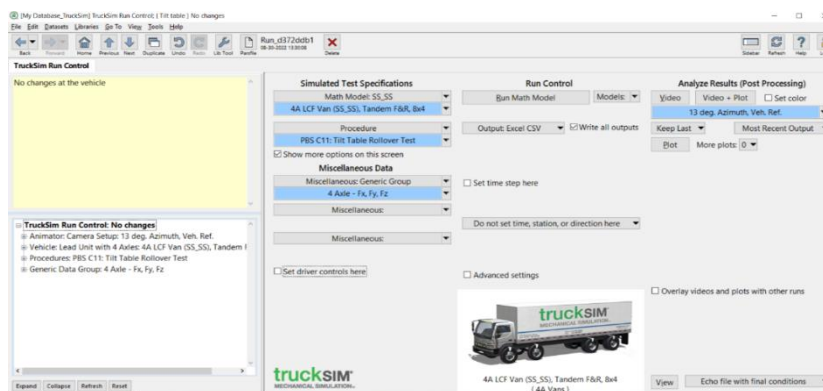 [My Database_TruckSim] TruckSim Run Control: { Tilt table } No changes
File Edit Datasets Libraries Go To View Tools Help
Back Forward Home Previous Next Duplicate Undo Redo Lib Tool Parsfile
Run_d372ddb1
Delete
Sidebar Refresh Help
TruckSim Run Control
No changes at the vehicle
TruckSim Run Control: No changes
Animator: Camera Setup: 13 deg. Azimuth, Veh. Ref.
Vehicle: Lead Unit with 4 Axles: 4A LCF Van (SS_SS), Tandem F
Procedures: PBS C11: Tilt Table Rollover Test
Generic Data Group: 4 Axle - Fx, Fy, Fz
Expand Collapse Refresh Reset
Simulated Test Specifications
Math Model: SS_SS
4A LCF Van (SS_SS), Tandem F&R, 8x4
Procedure
PBS C11: Tilt Table Rollover Test
Show more options on this screen
Miscellaneous Data
Miscellaneous: Generic Group
4 Axle - Fx, Fy, Fz
Miscellaneous:
Miscellaneous:
Set driver controls here
TRUCKSIM
MECHANICAL SIMULATION
Run Control
Run Math Model Models:
Output: Excel CSV Write all outputs
Set time step here
Do not set time, station, or direction here
Advanced settings
truckSIM
MECHANICAL SIMULATION
4A LCF Van (SS_SS), Tandem F&R, 8x4
{ 4A Vans }
Analyze Results (Post Processing)
Video Video + Plot Set color
13 deg. Azimuth, Veh. Ref.
Keep Last Most Recent Output
Plot More plots: 0
Overlay videos and plots with other runs
View Echo file with final conditions